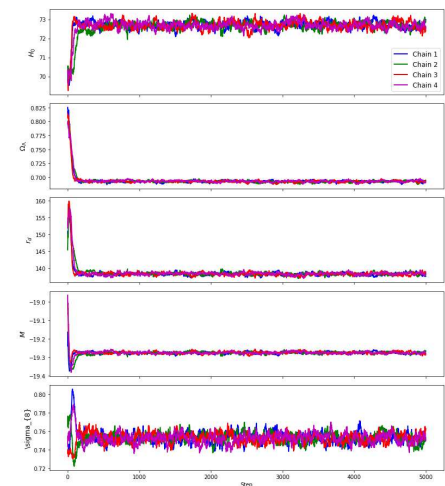 73
72
71
70
H₀
Chain 1
Chain 2
Chain 3
Chain 4
0.825
0.800
0.775
0.750
0.725
0.700
Ω_Λ
160
155
150
145
140
r_d
−19.0
−19.1
−19.2
−19.3
−19.4
M
0.80
0.78
0.76
0.74
0.72
\sigma_{8}
0 1000 2000 3000 4000 5000
Step